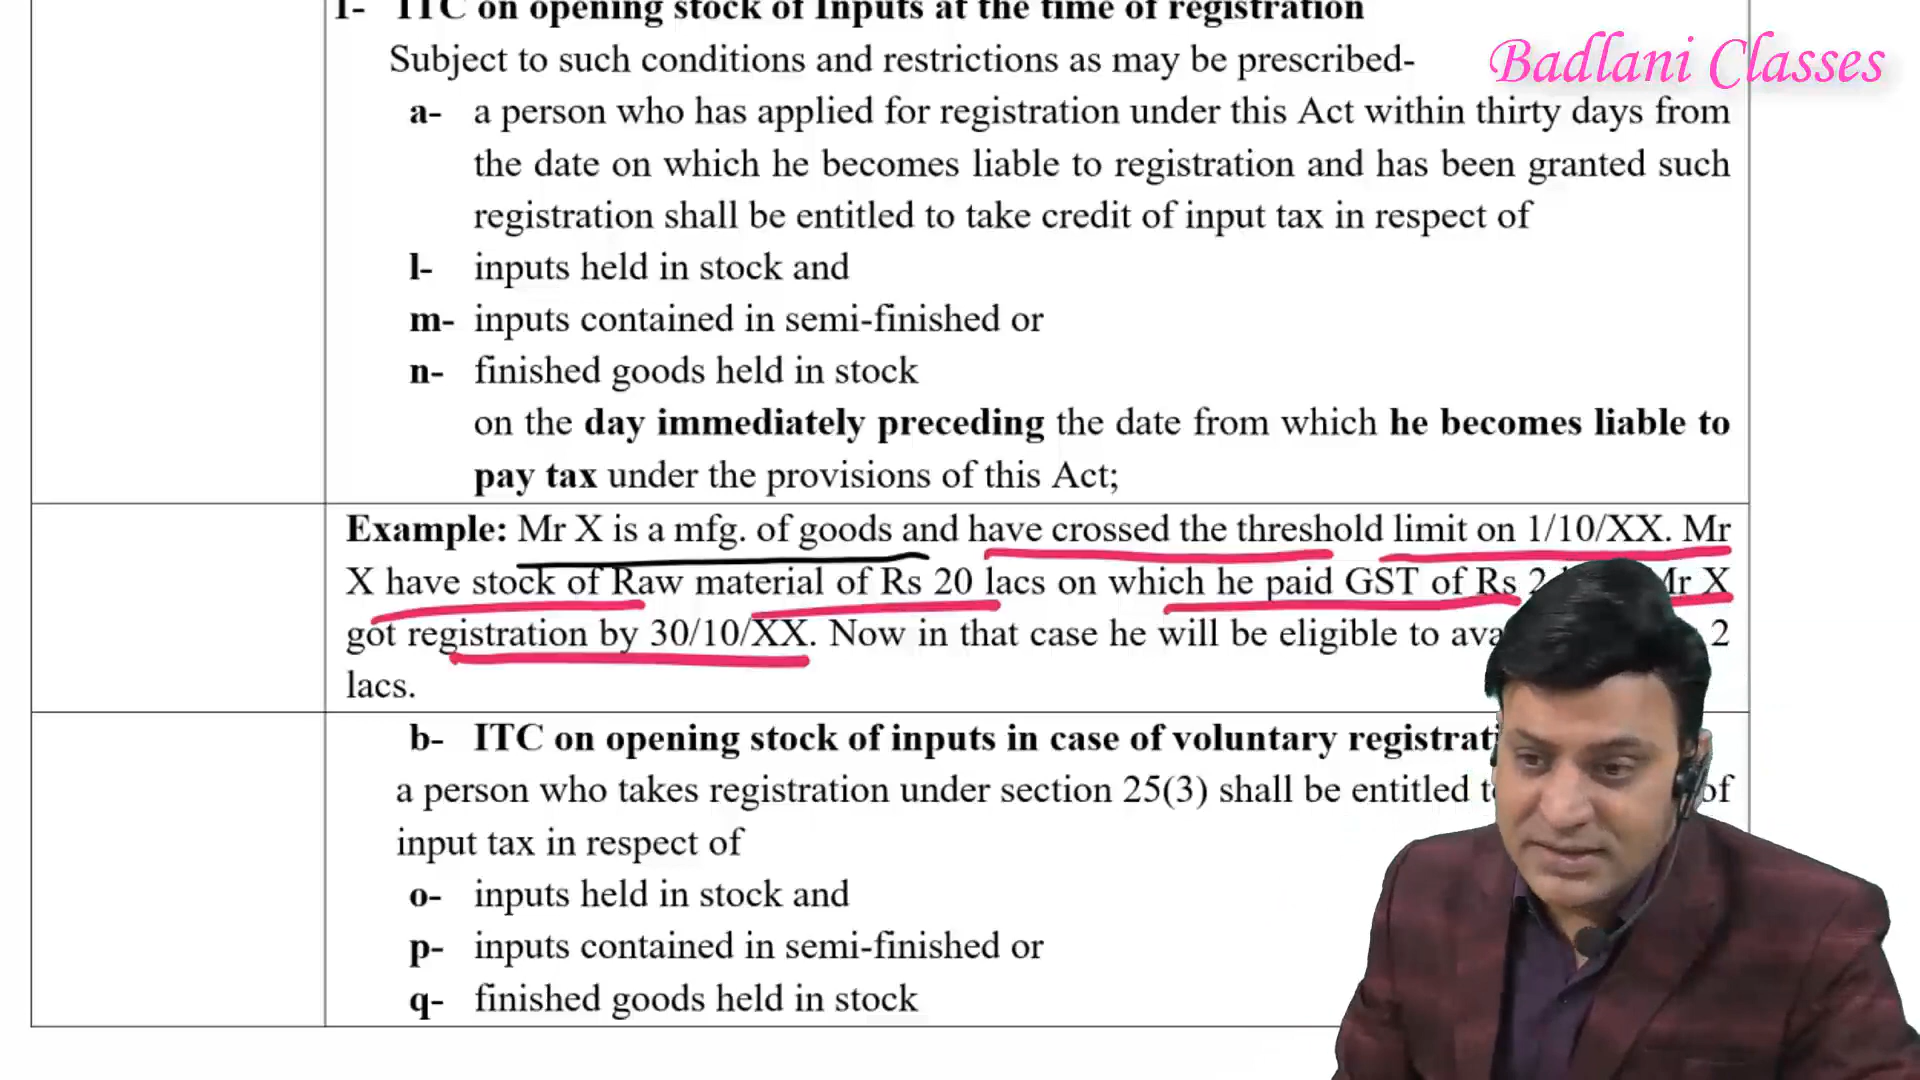 1- ITC on opening stock of Inputs at the time of registration
Badlani Classes
Subject to such conditions and restrictions as may be prescribed-
a- a person who has applied for registration under this Act within thirty days from
the date on which he becomes liable to registration and has been granted such
registration shall be entitled to take credit of input tax in respect of
l- inputs held in stock and
m- inputs contained in semi-finished or
n- finished goods held in stock
on the day immediately preceding the date from which he becomes liable to
pay tax under the provisions of this Act;
Example: Mr X is a mfg. of goods and have crossed the threshold limit on 1/10/XX. Mr
X have stock of Raw material of Rs 20 lacs on which he paid GST of Rs 2 Mr X
got registration by 30/10/XX. Now in that case he will be eligible to 2
lacs.
b- ITC on opening stock of inputs in case of voluntary
a person who takes registration under section 25(3) shall be entitled of
input tax in respect of
o- inputs held in stock and
p- inputs contained in semi-finished or
q- finished goods held in stock